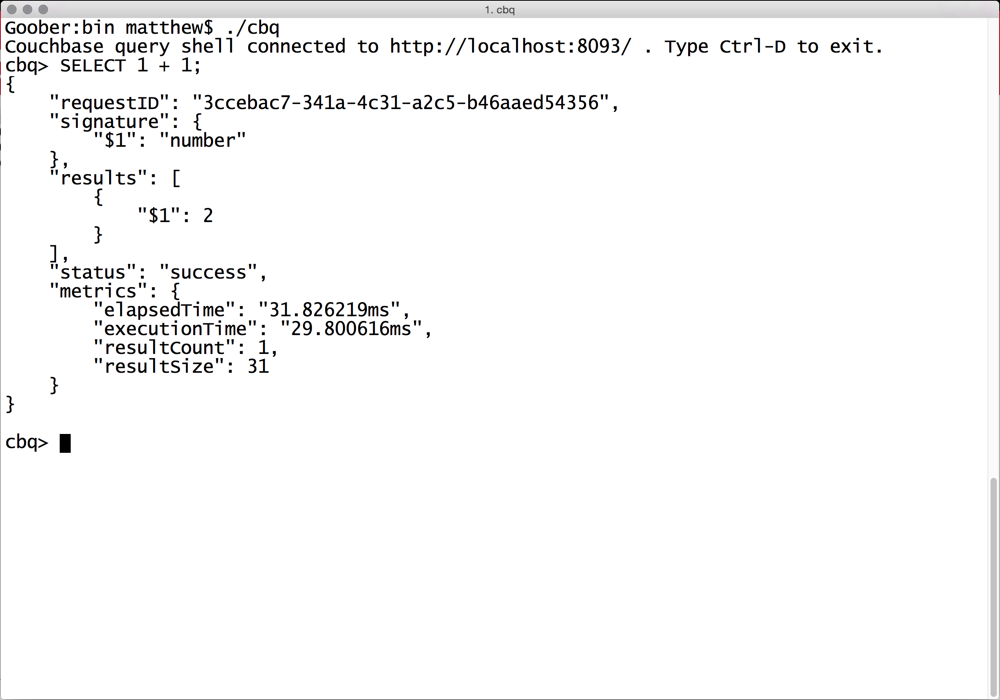 1. cbq
Goober:bin matthew$ ./cbq
Couchbase query shell connected to http://localhost:8093/ . Type Ctrl-D to exit.
cbq> SELECT 1 + 1;
{
    "requestID": "3ccebac7-341a-4c31-a2c5-b46aaed54356",
    "signature": {
        "$1": "number"
    },
    "results": [
        {
            "$1": 2
        }
    ],
    "status": "success",
    "metrics": {
        "elapsedTime": "31.826219ms",
        "executionTime": "29.800616ms",
        "resultCount": 1,
        "resultSize": 31
    }
}
cbq>